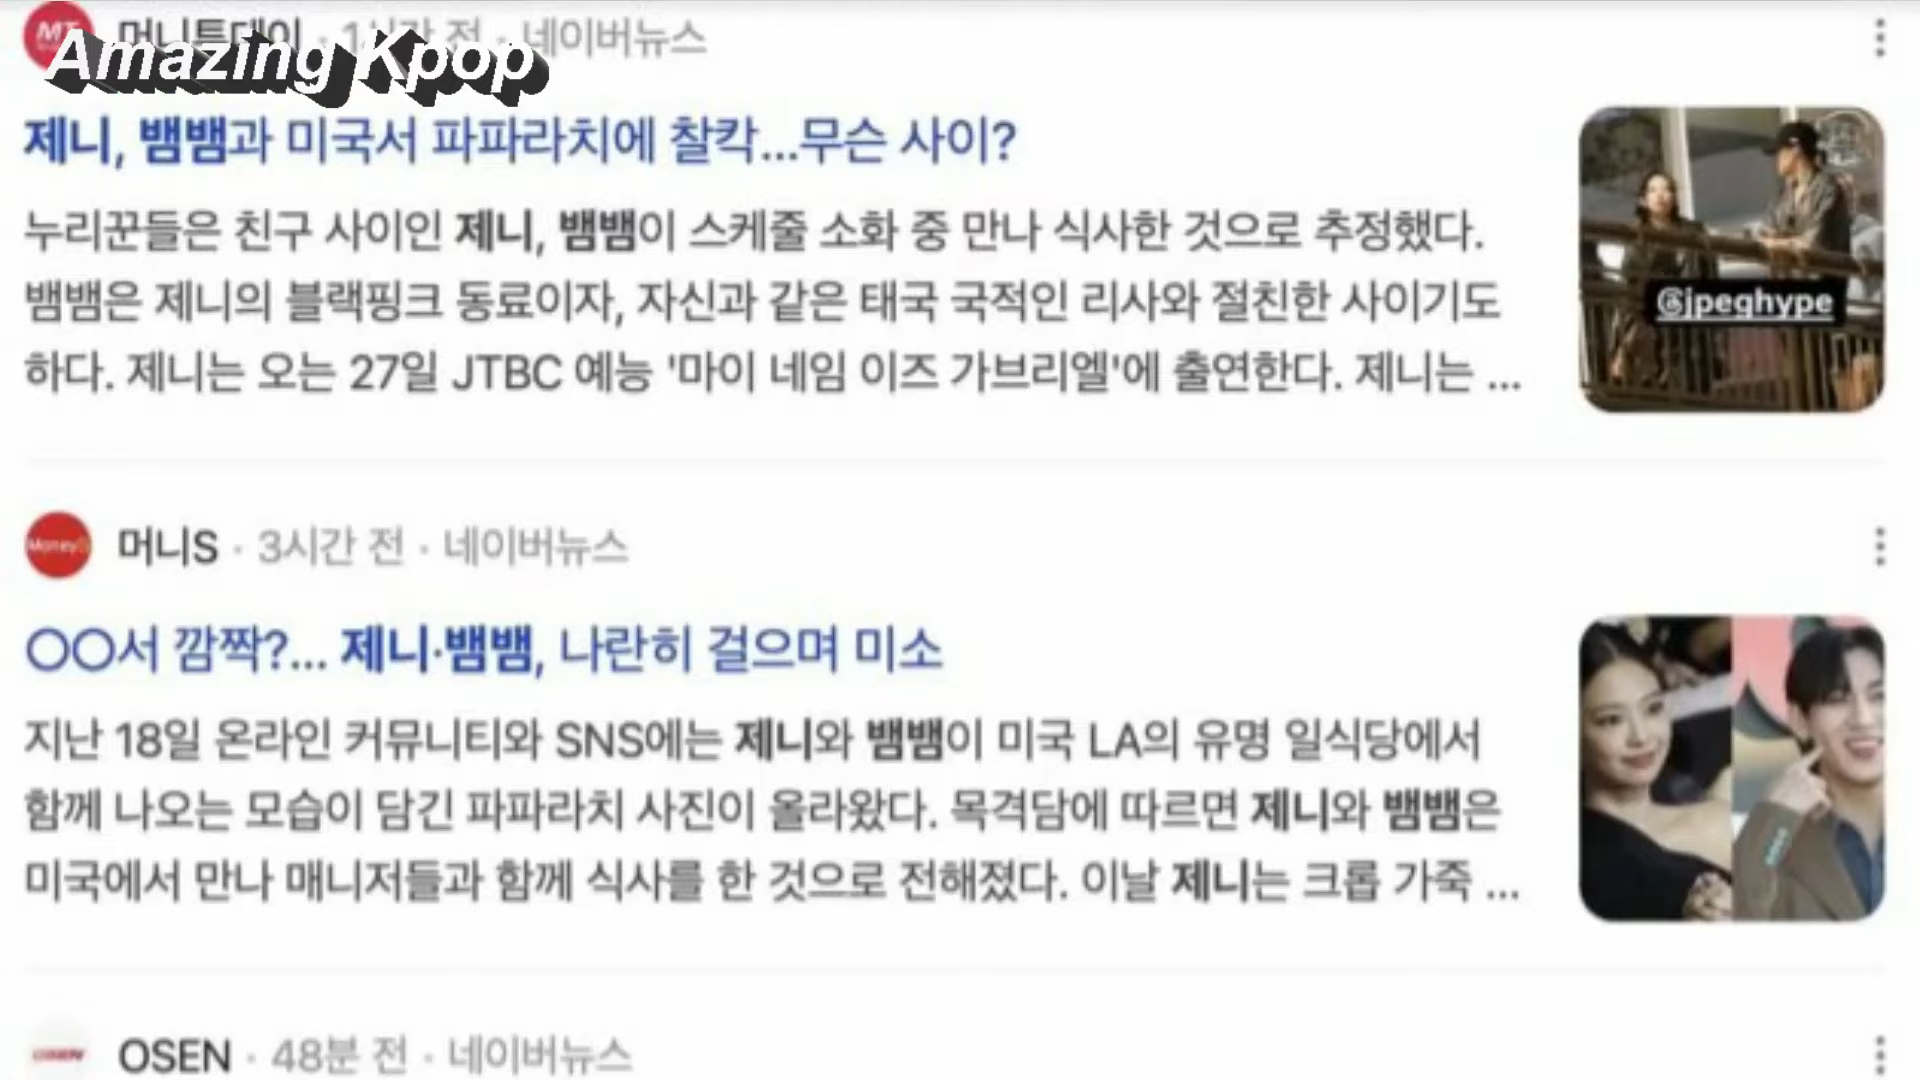 머니투데이 · 1시간 전 · 네이버뉴스
Amazing Kpop
제니, 뱀뱀과 미국서 파파라치에 찰칵...무슨 사이?
누리꾼들은 친구 사이인 제니, 뱀뱀이 스케줄 소화 중 만나 식사한 것으로 추정했다.
뱀뱀은 제니의 블랙핑크 동료이자, 자신과 같은 태국 국적인 리사와 절친한 사이기도
하다. 제니는 오는 27일 JTBC 예능 '마이 네임 이즈 가브리엘'에 출연한다. 제니는 ...
@jpeghype
Money
머니S · 3시간 전 · 네이버뉴스
○○서 깜짝?... 제니·뱀뱀, 나란히 걸으며 미소
지난 18일 온라인 커뮤니티와 SNS에는 제니와 뱀뱀이 미국 LA의 유명 일식당에서
함께 나오는 모습이 담긴 파파라치 사진이 올라왔다. 목격담에 따르면 제니와 뱀뱀은
미국에서 만나 매니저들과 함께 식사를 한 것으로 전해졌다. 이날 제니는 크롭 가죽 ...
OSEN
OSEN · 48분 전 · 네이버뉴스